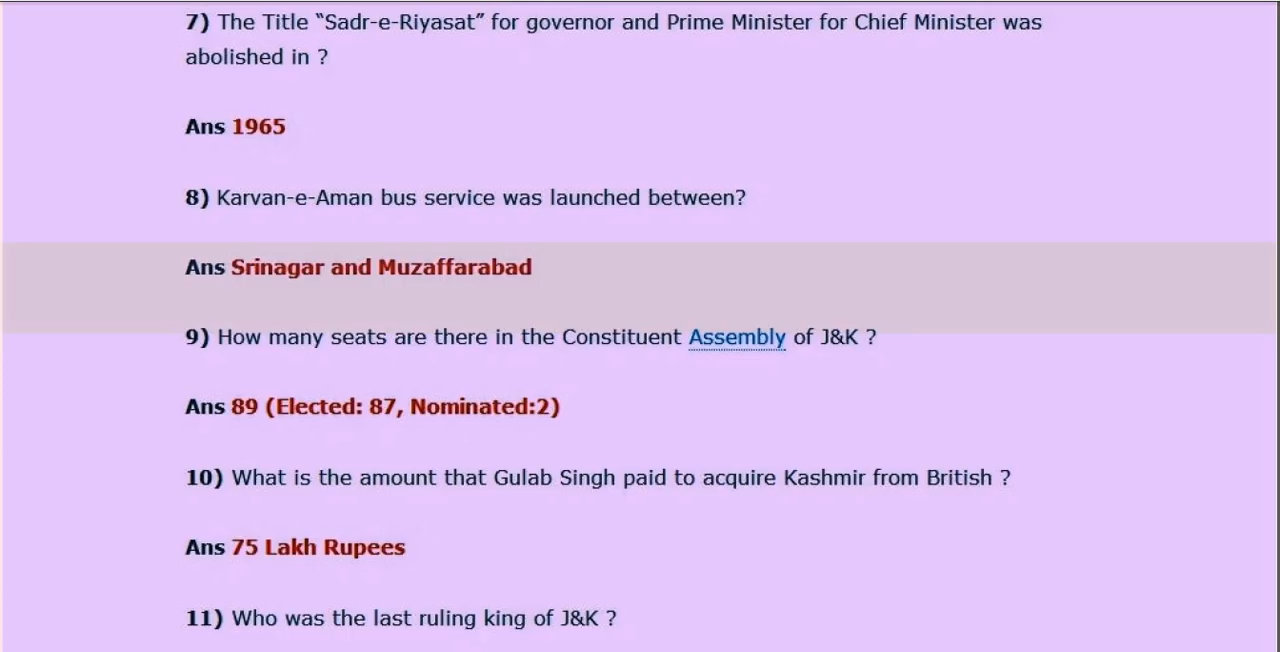 7) The Title “Sadr-e-Riyasat” for governor and Prime Minister for Chief Minister was
abolished in ?
Ans 1965
8) Karvan-e-Aman bus service was launched between?
Ans Srinagar and Muzaffarabad
9) How many seats are there in the Constituent Assembly of J&K ?
Ans 89 (Elected: 87, Nominated:2)
10) What is the amount that Gulab Singh paid to acquire Kashmir from British ?
Ans 75 Lakh Rupees
11) Who was the last ruling king of J&K ?